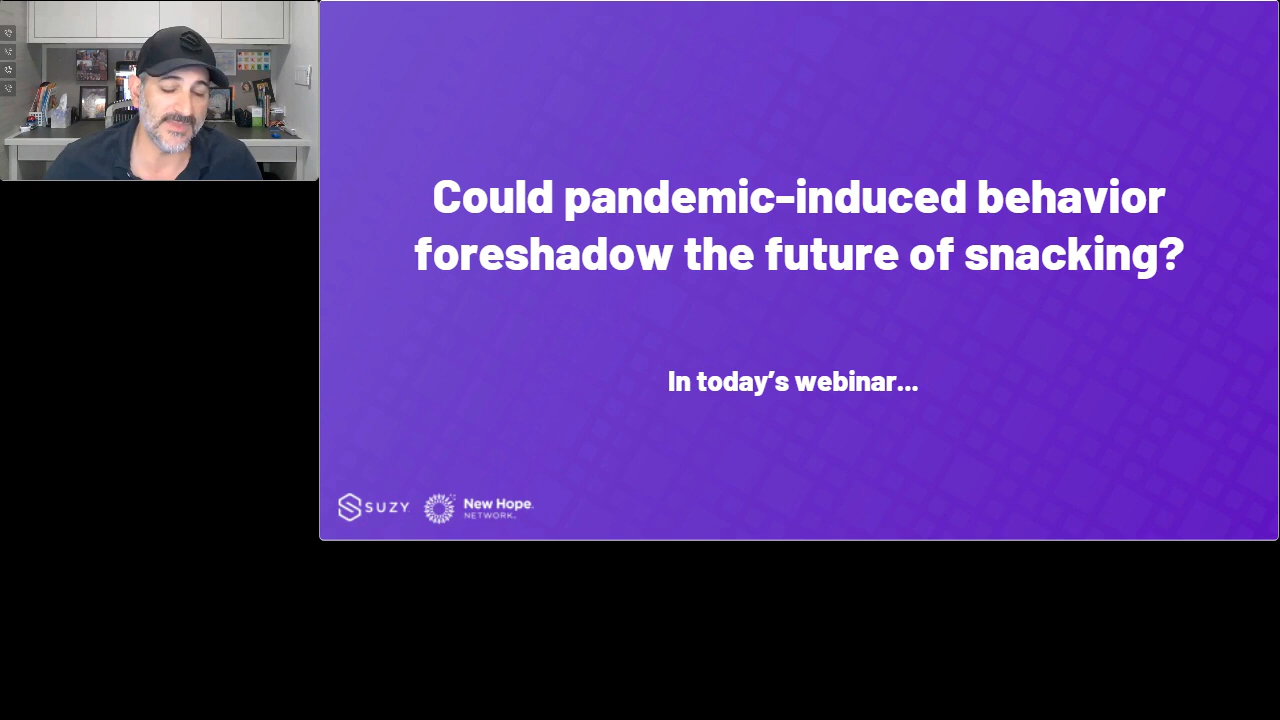 Could pandemic-induced behavior
foreshadow the future of snacking?
In today's webinar...
SUZY
New Hope
NETWORK